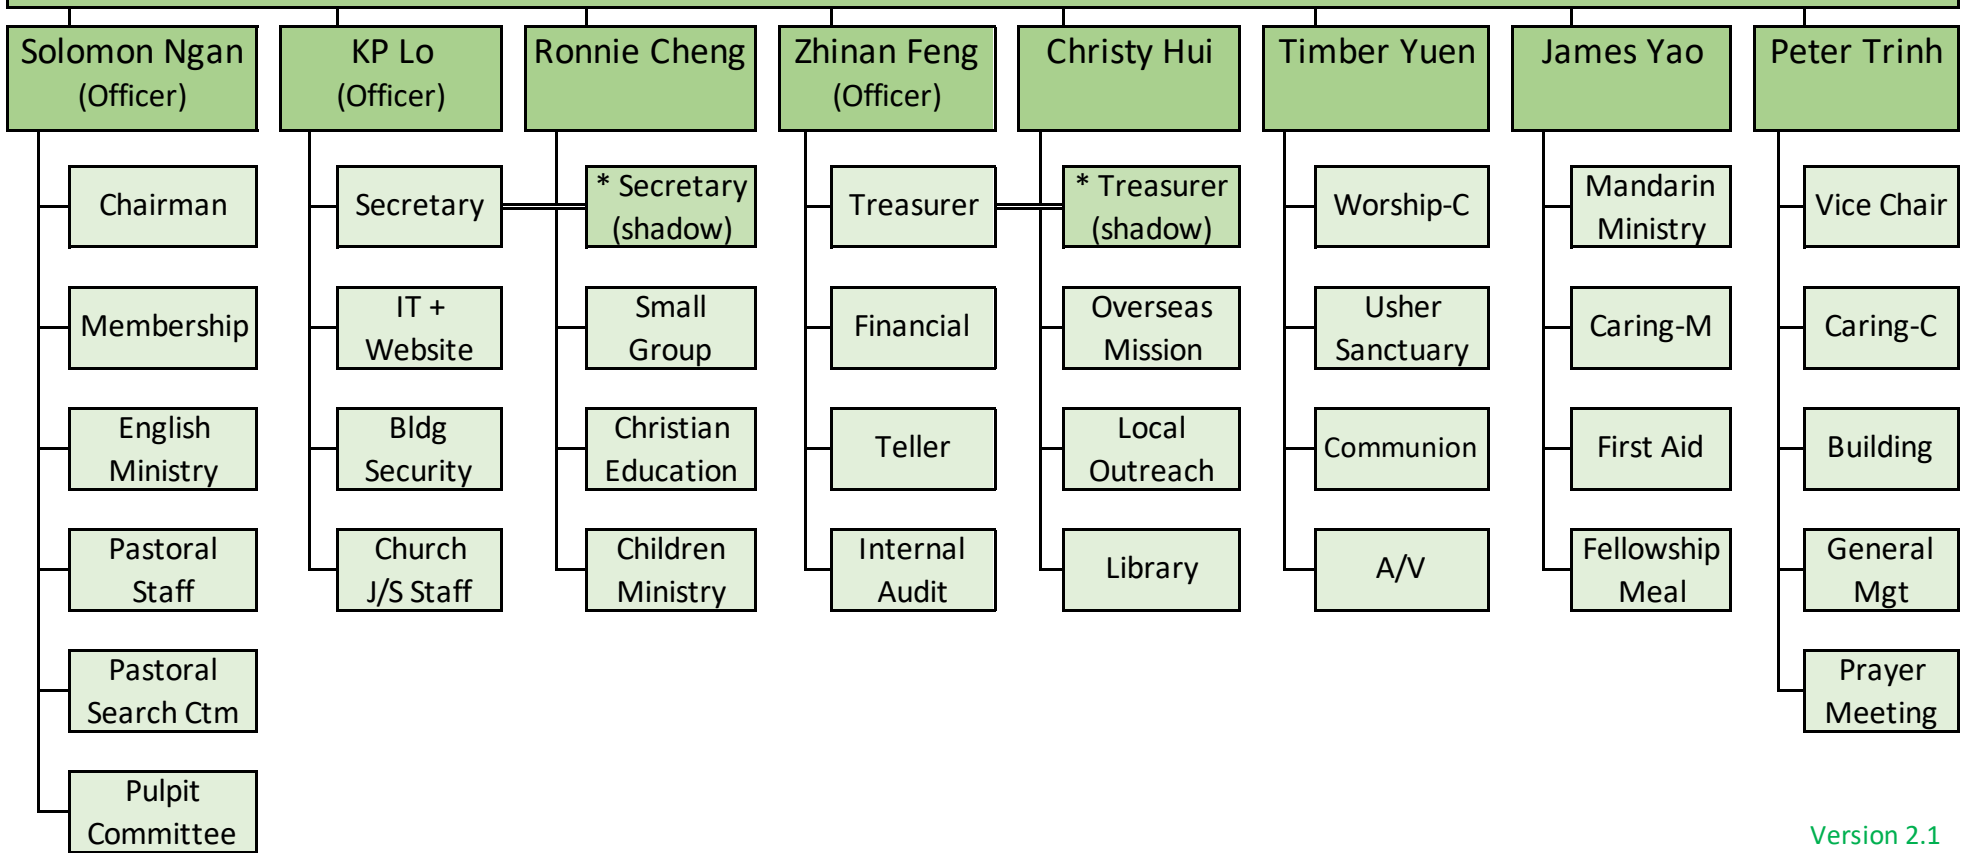 Solomon Ngan
(Officer)
KP Lo
(Officer)
Ronnie Cheng
Zhinan Feng
(Officer)
Christy Hui
Timber Yuen
James Yao
Peter Trinh
Chairman
Membership
English
Ministry
Pastoral
Staff
Pastoral
Search Ctm
Pulpit
Committee
Secretary
IT +
Website
Bldg
Security
Church
J/S Staff
* Secretary
(shadow)
Small
Group
Christian
Education
Children
Ministry
Treasurer
Financial
Teller
Internal
Audit
* Treasurer
(shadow)
Overseas
Mission
Local
Outreach
Library
Worship-C
Usher
Sanctuary
Communion
A/V
Mandarin
Ministry
Caring-M
First Aid
Fellowship
Meal
Vice Chair
Caring-C
Building
General
Mgt
Prayer
Meeting
Version 2.1